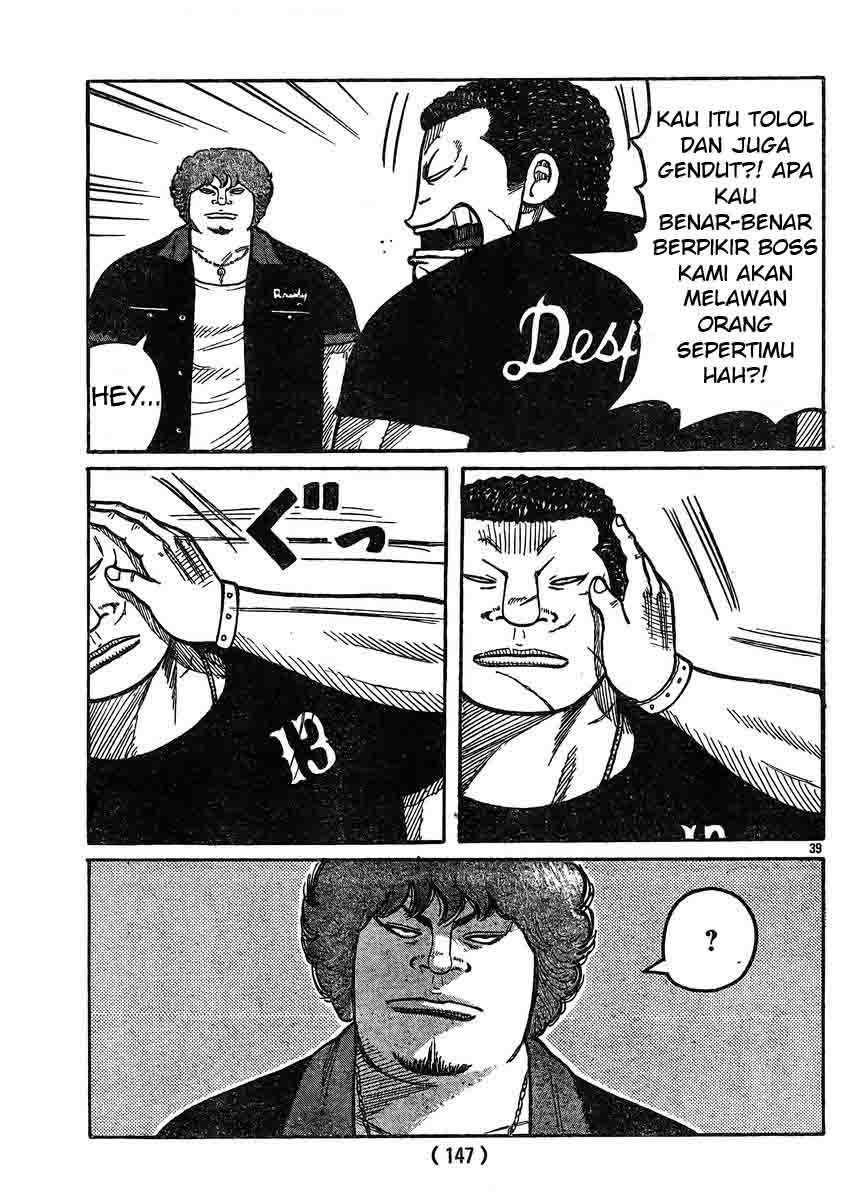 KAU ITU TOLOL
DAN JUGA
GENDUT?! APA
KAU
BENAR-BENAR
BERPIKIR BOSS
KAMI AKAN
MELAWAN
ORANG
SEPERTIMU
HAH?!
HEY...
Desp
ぐっ
13
13
39
?
( 147 )